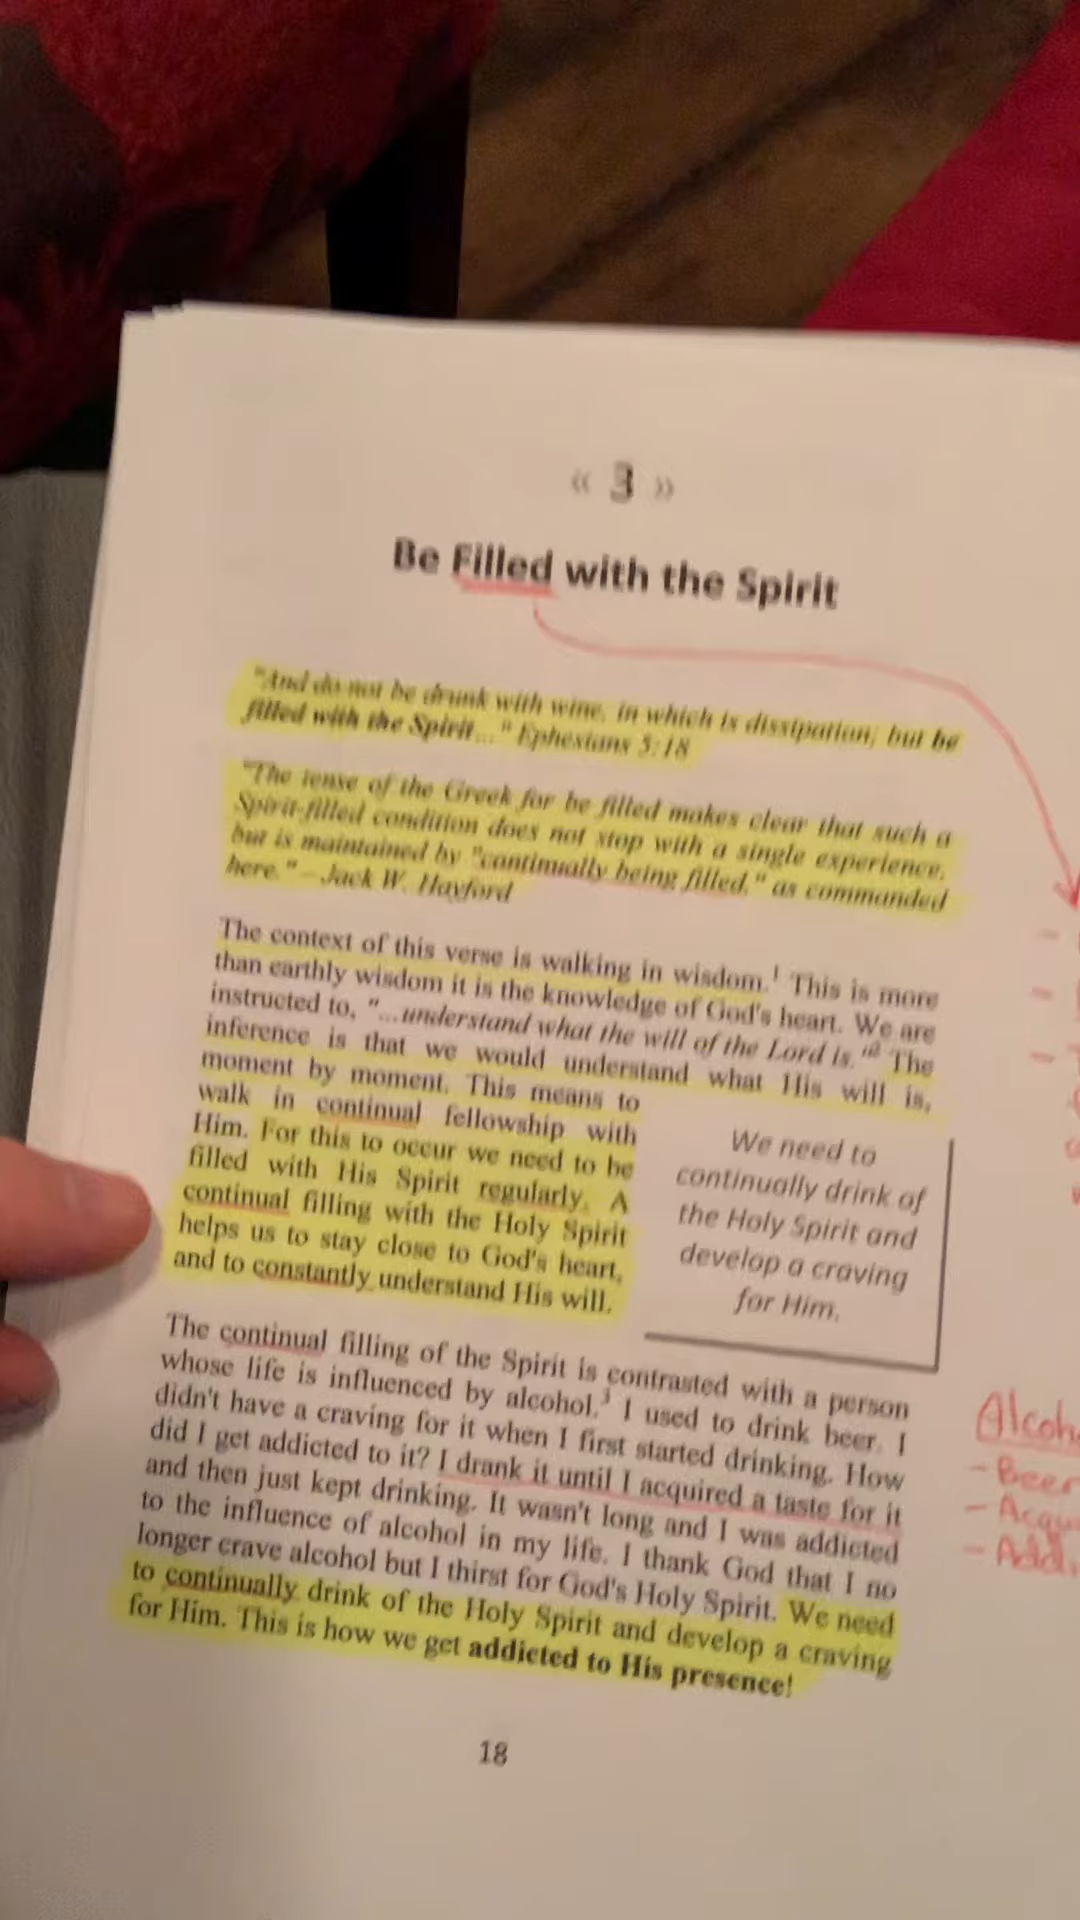 « 3 »
Be Filled with the Spirit
"And do not be drunk with wine, in which is dissipation; but be
filled with the Spirit..." Ephesians 5:18
"The tense of the Greek for be filled makes clear that such a
Spirit-filled condition does not stop with a single experience,
but is maintained by "continually being filled," as commanded
here." – Jack W. Hayford
The context of this verse is walking in wisdom.1 This is more
than earthly wisdom it is the knowledge of God's heart. We are
instructed to, "...understand what the will of the Lord is."2 The
inference is that we would understand what His will is,
moment by moment. This means to
walk in continual fellowship with
Him. For this to occur we need to be
filled with His Spirit regularly. A
continual filling with the Holy Spirit
helps us to stay close to God's heart,
and to constantly understand His will.
We need to
continually drink of
the Holy Spirit and
develop a craving
for Him.
The continual filling of the Spirit is contrasted with a person
whose life is influenced by alcohol.3 I used to drink beer. I
didn't have a craving for it when I first started drinking. How
did I get addicted to it? I drank it until I acquired a taste for it
and then just kept drinking. It wasn't long and I was addicted
to the influence of alcohol in my life. I thank God that I no
longer crave alcohol but I thirst for God's Holy Spirit. We need
to continually drink of the Holy Spirit and develop a craving
for Him. This is how we get addicted to His presence!
Alcoh
- Beer
- Acqu
- Addi
18